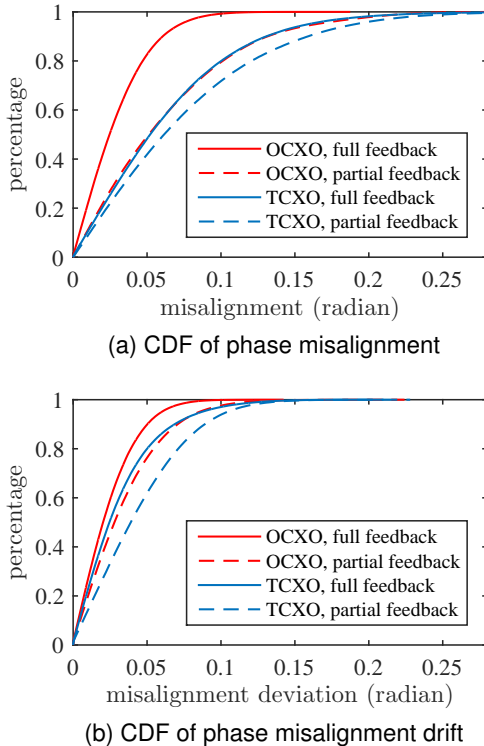 1
0.8
0.6
0.4
0.2
0
percentage
OCXO, full feedback
OCXO, partial feedback
TCXO, full feedback
TCXO, partial feedback
0 0.05 0.1 0.15 0.2 0.25
misalignment (radian)
(a) CDF of phase misalignment
1
0.8
0.6
0.4
0.2
0
percentage
OCXO, full feedback
OCXO, partial feedback
TCXO, full feedback
TCXO, partial feedback
0 0.05 0.1 0.15 0.2 0.25
misalignment deviation (radian)
(b) CDF of phase misalignment drift